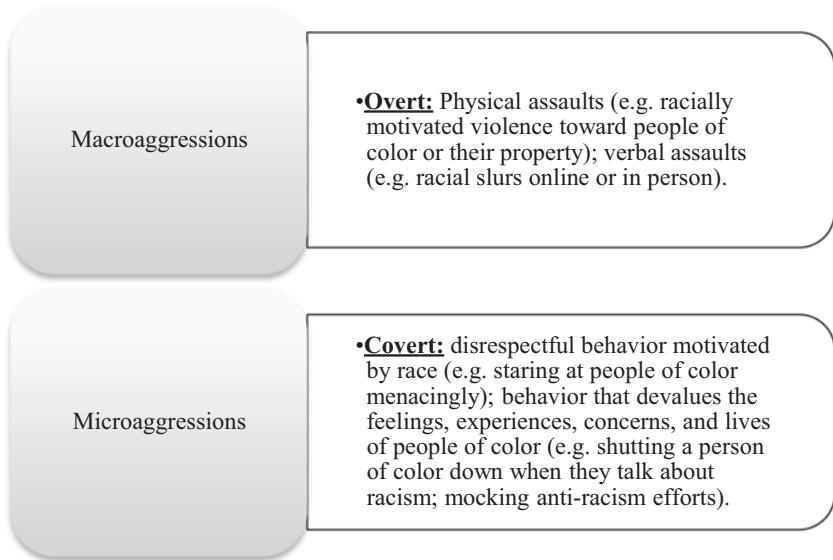 Macroaggressions
•Overt: Physical assaults (e.g. racially
motivated violence toward people of
color or their property); verbal assaults
(e.g. racial slurs online or in person).
Microaggressions
•Covert: disrespectful behavior motivated
by race (e.g. staring at people of color
menacingly); behavior that devalues the
feelings, experiences, concerns, and lives
of people of color (e.g. shutting a person
of color down when they talk about
racism; mocking anti-racism efforts).